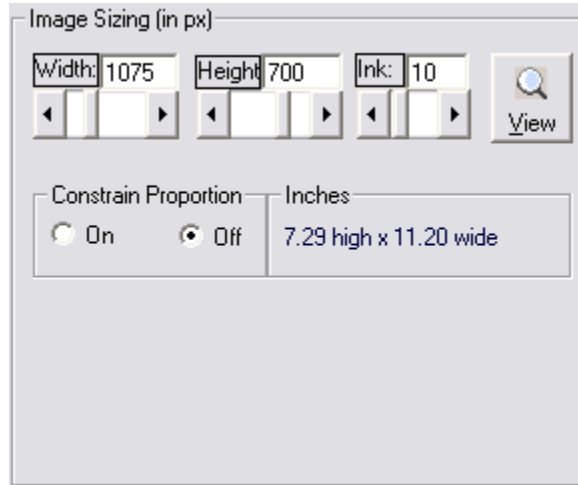 Image Sizing (in px)
Width: 1075 Height 700 Ink: 10
View
Constrain Proportion Inches
On Off 7.29 high x 11.20 wide